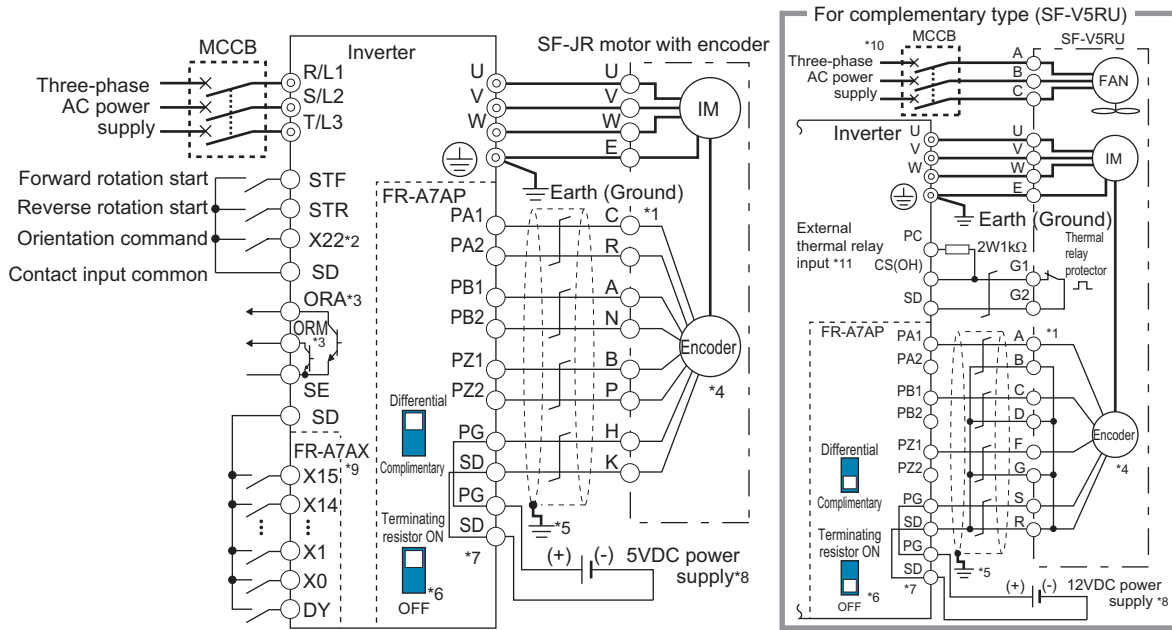 MCCB
Three-phase
AC power
supply
R/L1
S/L2
T/L3
Inverter
Forward rotation start
Reverse rotation start
Orientation command
Contact input common
STF
STR
X22*2
SD
ORA*3
ORM
*3
SE
SD
FR-A7AX
*9
X15
X14
X1
X0
DY
SF-JR motor with encoder
U
V
W
U
V
W
E
IM
Earth (Ground)
FR-A7AP
PA1
PA2
PB1
PB2
PZ1
PZ2
PG
SD
PG
SD
*7
C
R
A
N
B
P
H
K
*1
Encoder
*4
Differential
Complimentary
Terminating
resistor ON
*6
OFF
*5
(+)
(-)
5VDC power
supply*8
For complementary type (SF-V5RU)
MCCB
*10
Three-phase
AC power
supply
A
B
C
SF-V5RU
FAN
Inverter
U
V
W
U
V
W
E
IM
Earth (Ground)
External
thermal relay
input *11
PC
CS(OH)
SD
2W1kΩ
G1
G2
Thermal
relay
protector
FR-A7AP
PA1
PA2
PB1
PB2
PZ1
PZ2
PG
SD
PG
SD
*7
A
B
C
D
F
G
S
R
*1
Encoder
*4
Differential
Complimentary
Terminating
resistor ON
*6
OFF
*5
(+)
(-)
12VDC power
supply *8